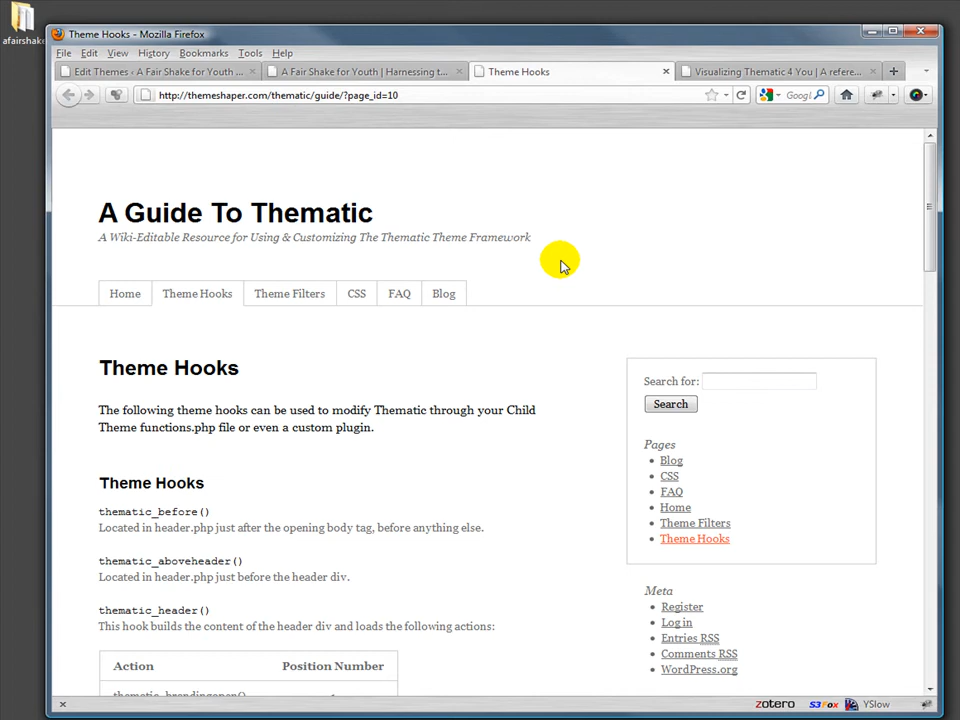 afairshake
Theme Hooks - Mozilla Firefox
File Edit View History Bookmarks Tools Help
Edit Themes ‹ A Fair Shake for Youth ... A Fair Shake for Youth | Harnessing t... Theme Hooks Visualizing Thematic 4 You | A refere...
http://themeshaper.com/thematic/guide/?page_id=10 Googl
A Guide To Thematic
A Wiki-Editable Resource for Using & Customizing The Thematic Theme Framework
Home Theme Hooks Theme Filters CSS FAQ Blog
Theme Hooks
The following theme hooks can be used to modify Thematic through your Child
Theme functions.php file or even a custom plugin.
Theme Hooks
thematic_before()
Located in header.php just after the opening body tag, before anything else.
thematic_aboveheader()
Located in header.php just before the header div.
thematic_header()
This hook builds the content of the header div and loads the following actions:
Action Position Number
thematic_brandingopen()
Search for:
Search
Pages
Blog
CSS
FAQ
Home
Theme Filters
Theme Hooks
Meta
Register
Log in
Entries RSS
Comments RSS
WordPress.org
zotero S3Fox YSlow